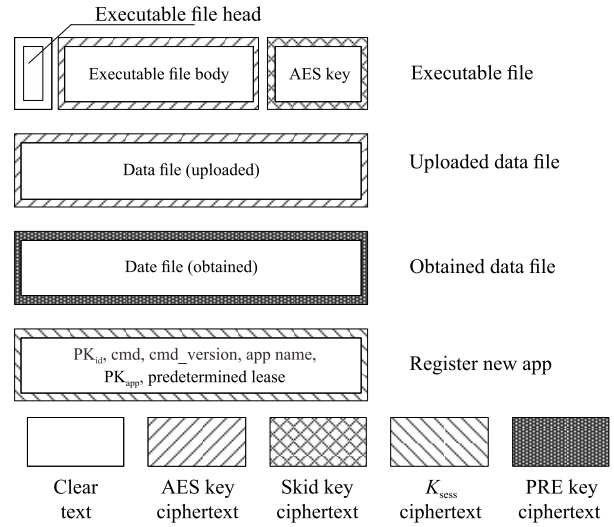 Executable file head
Executable file body
AES key
Executable file
Data file (uploaded)
Uploaded data file
Date file (obtained)
Obtained data file
PKid, cmd, cmd_version, app name,
PKapp, predetermined lease
Register new app
Clear
text
AES key
ciphertext
Skid key
ciphertext
Ksess
ciphertext
PRE key
ciphertext